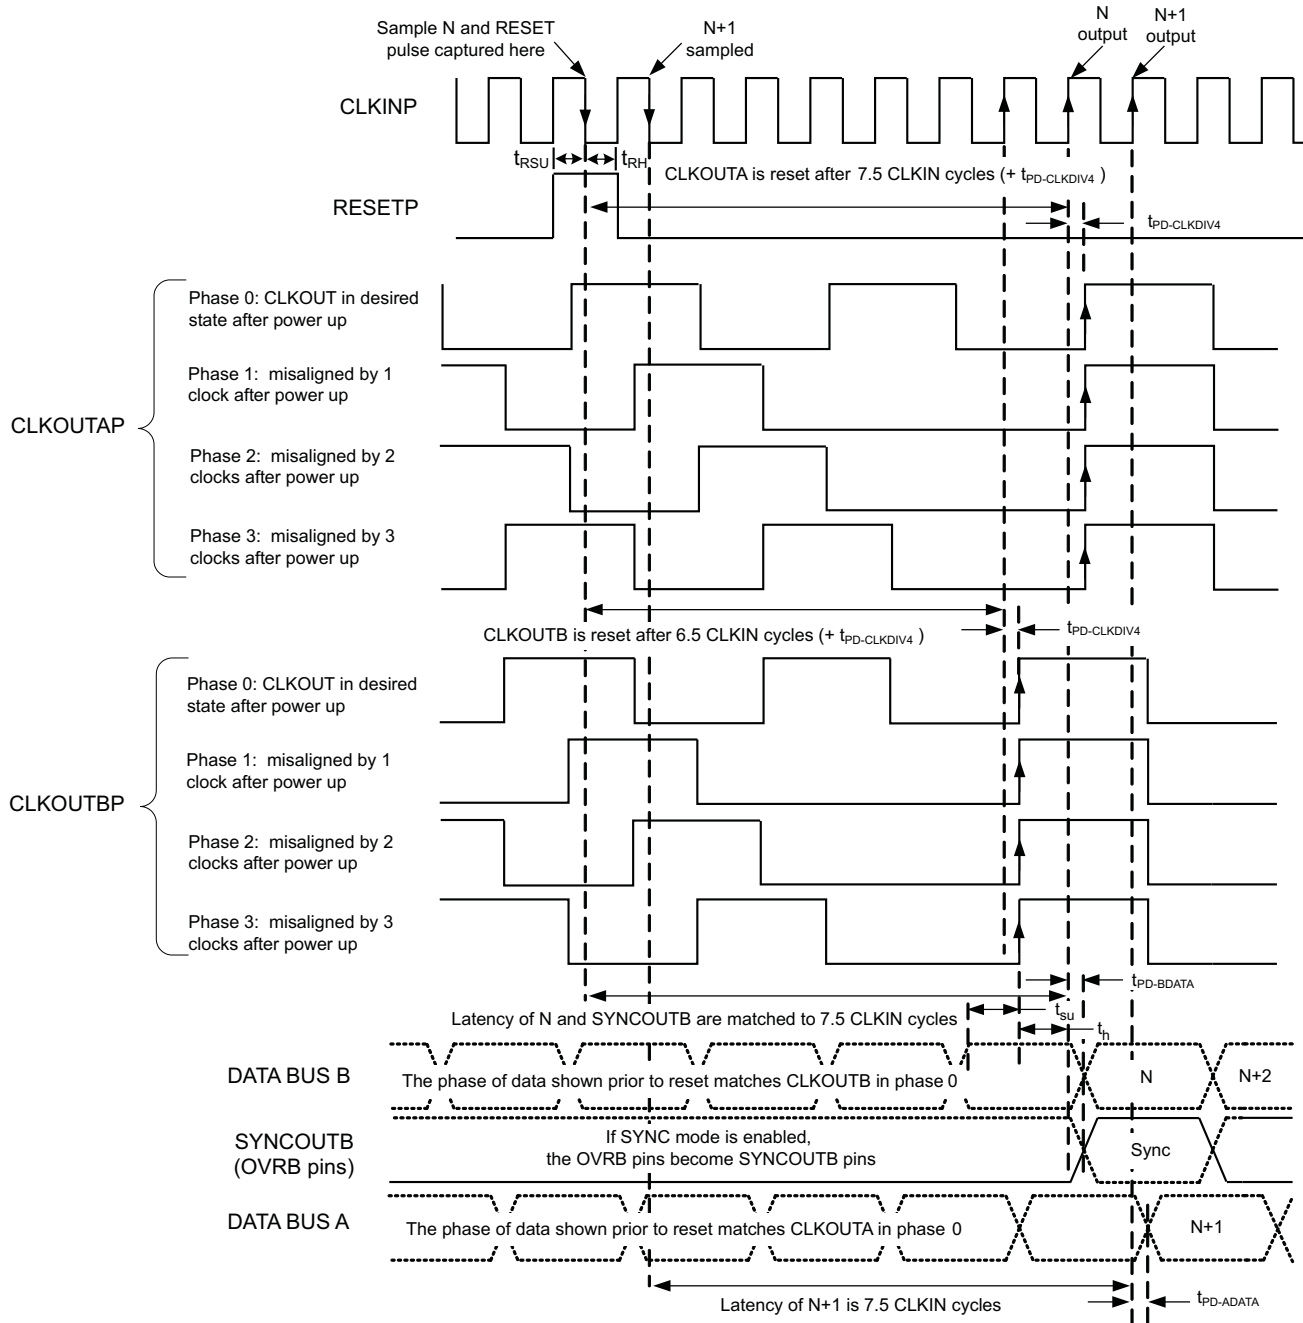 Sample N and RESET
pulse captured here
N+1
sampled
N
output
N+1
output
CLKINP
tRSU
tRH
CLKOUTA is reset after 7.5 CLKIN cycles (+ tPD-CLKDIV4 )
RESETP
tPD-CLKDIV4
Phase 0: CLKOUT in desired
state after power up
Phase 1: misaligned by 1
clock after power up
CLKOUTAP
Phase 2: misaligned by 2
clocks after power up
Phase 3: misaligned by 3
clocks after power up
CLKOUTB is reset after 6.5 CLKIN cycles (+ tPD-CLKDIV4 )
tPD-CLKDIV4
Phase 0: CLKOUT in desired
state after power up
Phase 1: misaligned by 1
clock after power up
CLKOUTBP
Phase 2: misaligned by 2
clocks after power up
Phase 3: misaligned by 3
clocks after power up
tPD-BDATA
Latency of N and SYNCOUTB are matched to 7.5 CLKIN cycles
tsu
th
DATA BUS B
The phase of data shown prior to reset matches CLKOUTB in phase 0
N
N+2
SYNCOUTB
(OVRB pins)
If SYNC mode is enabled,
the OVRB pins become SYNCOUTB pins
Sync
DATA BUS A
The phase of data shown prior to reset matches CLKOUTA in phase 0
N+1
Latency of N+1 is 7.5 CLKIN cycles
tPD-ADATA